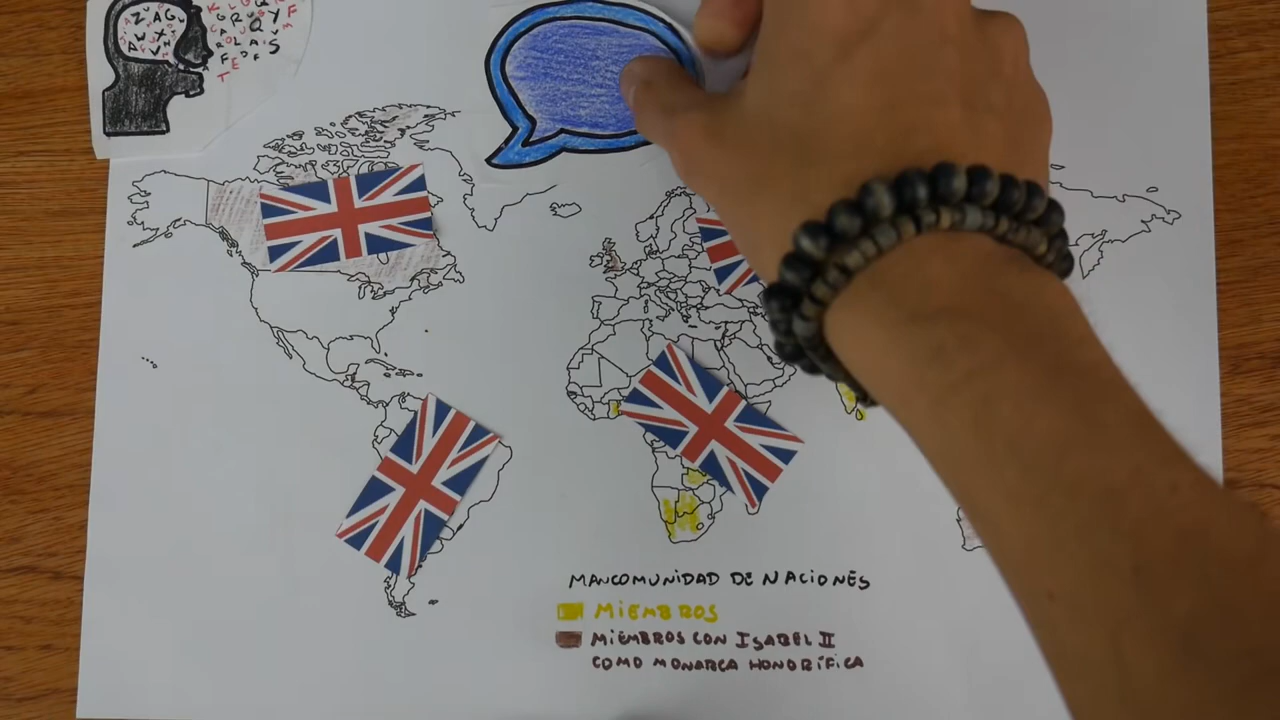 MANCOMUNIDAD DE NACIONES
MIEMBROS
MIEMBROS CON ISABEL II
COMO MONARCA HONORÍFICA